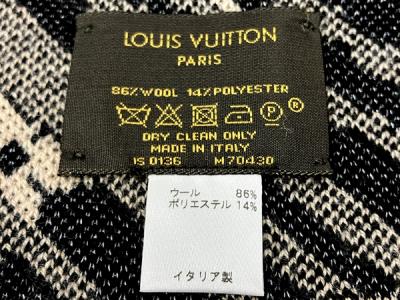 LOUIS VUITTON
PARIS
86% WOOL 14% POLYESTER
P ®
DRY CLEAN ONLY
MADE IN ITALY
IS 0136 M70430
ウール 86%
ポリエステル 14%
イタリア製